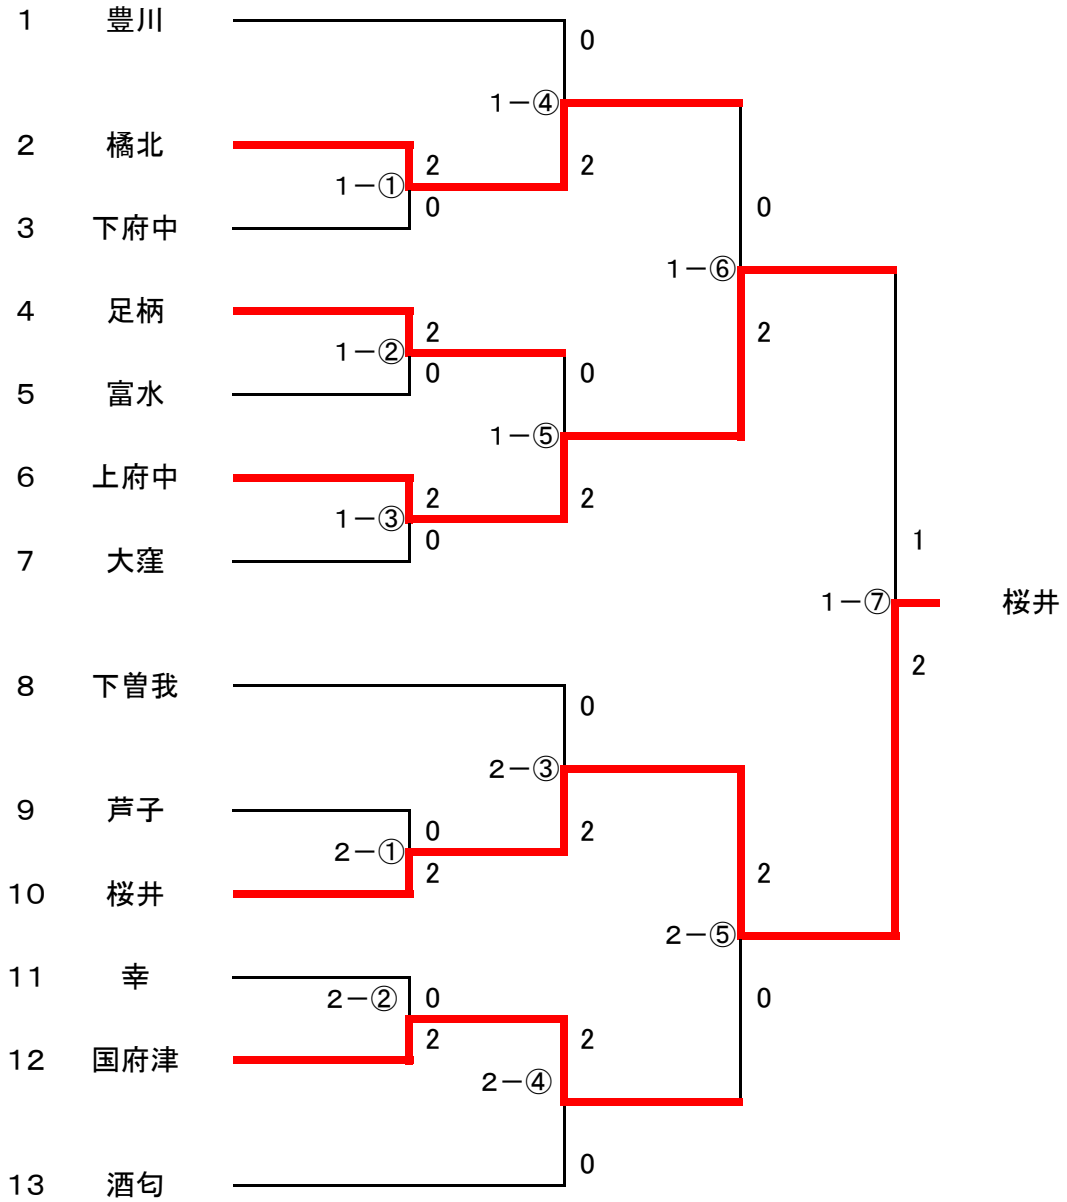 1 豊川
0
1－④
2 橘北
2
2
1－①
0
0
3 下府中
1－⑥
4 足柄
2
2
1－②
0
0
5 富水
1－⑤
6 上府中
2
2
1－③
0
1
7 大窪
1－⑦
桜井
2
8 下曽我
0
2－③
9 芦子
0
2
2－①
2
2
10 桜井
2－⑤
11 幸
2－②
0
0
2
2
12 国府津
2－④
0
13 酒匂